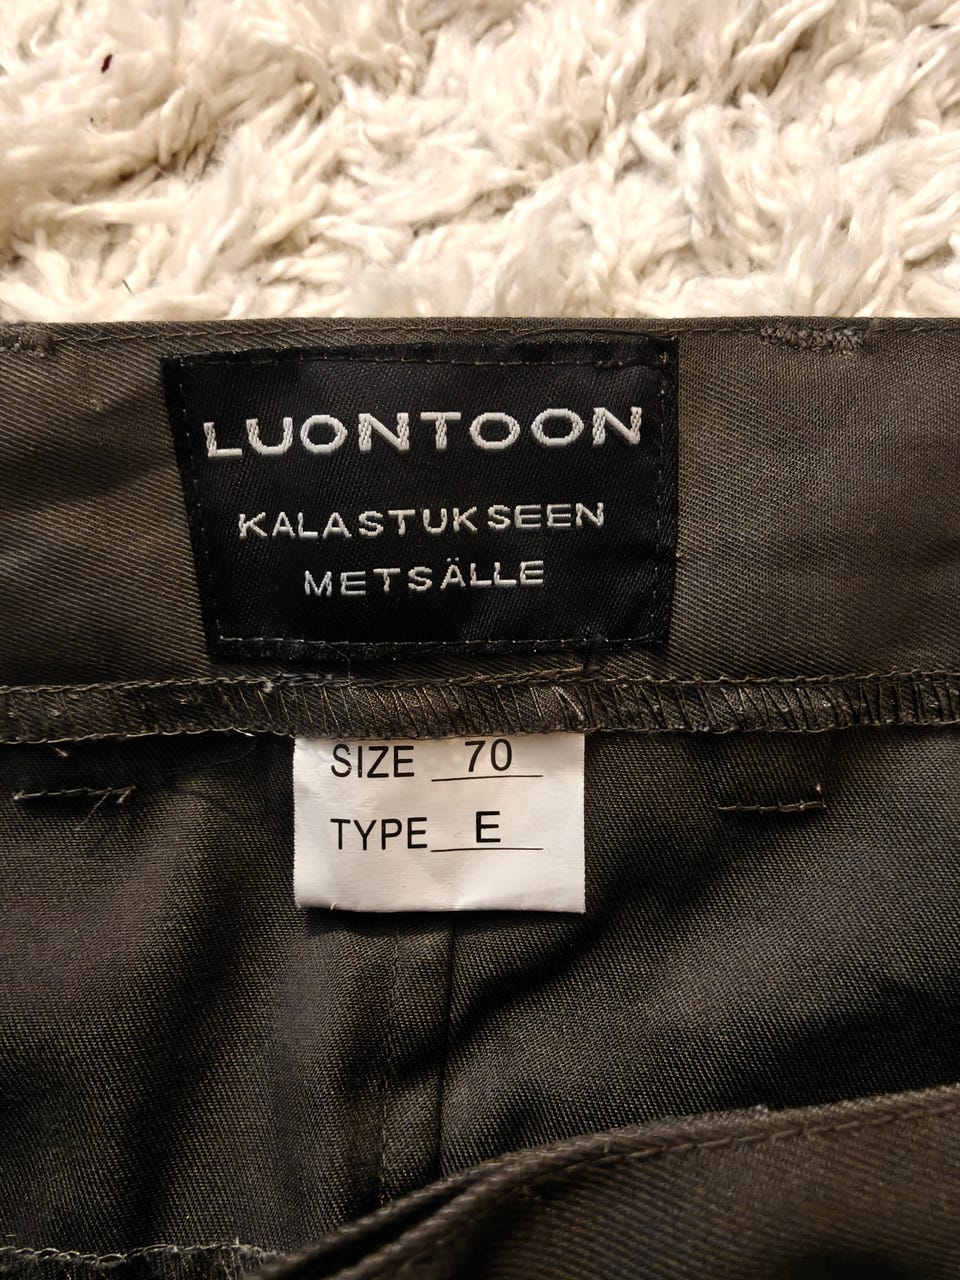 LUONTOON
KALASTUKSEEN
METSÄLLE
SIZE 70
TYPE E